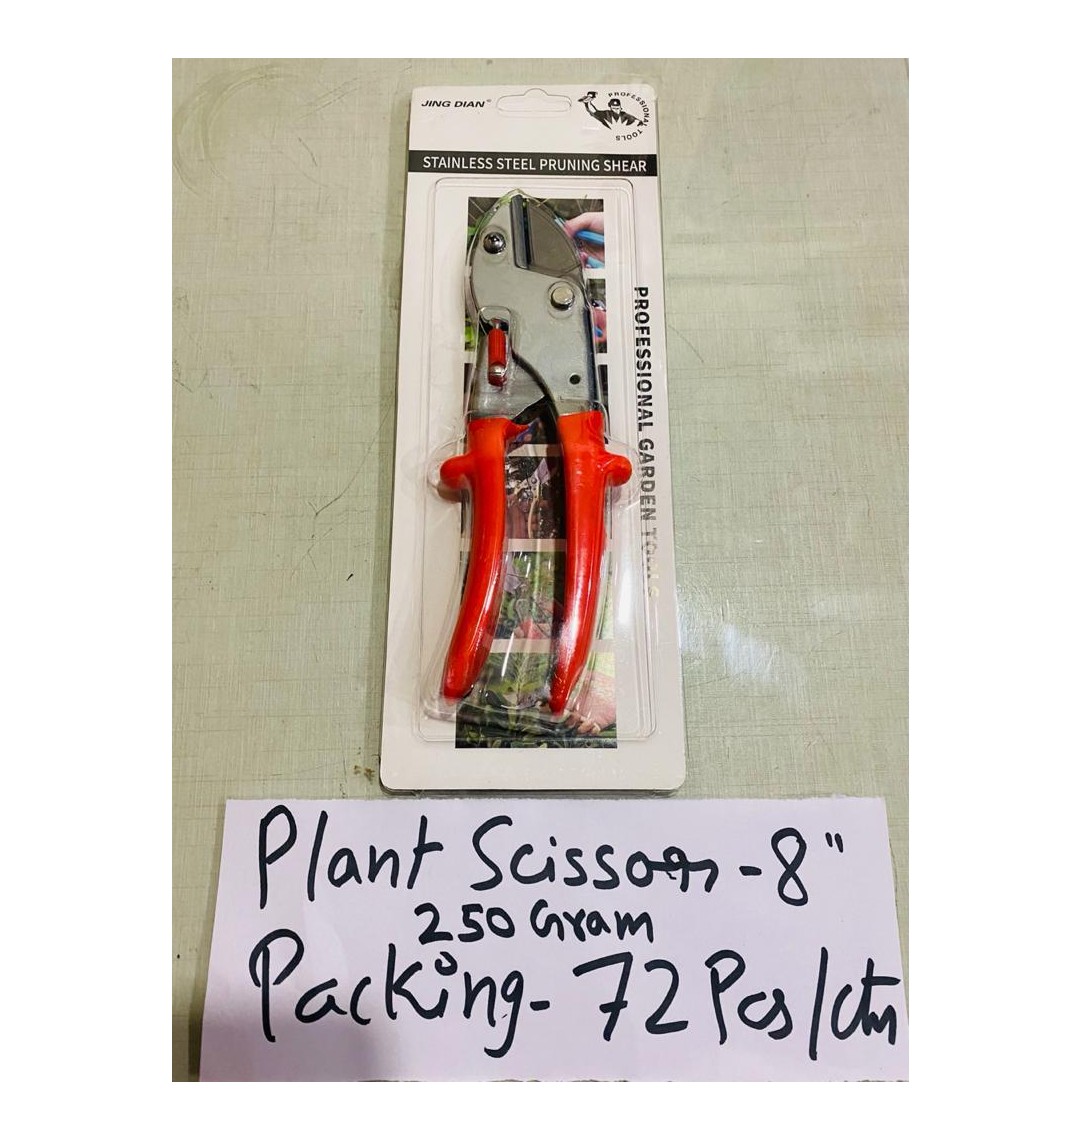 JING DIAN®
PROFESSIONAL TOOLS
STAINLESS STEEL PRUNING SHEAR
PROFESSIONAL GARDEN TOOLS
Plant Scissors - 8"
250 Gram
Packing - 72 Pcs/ctn